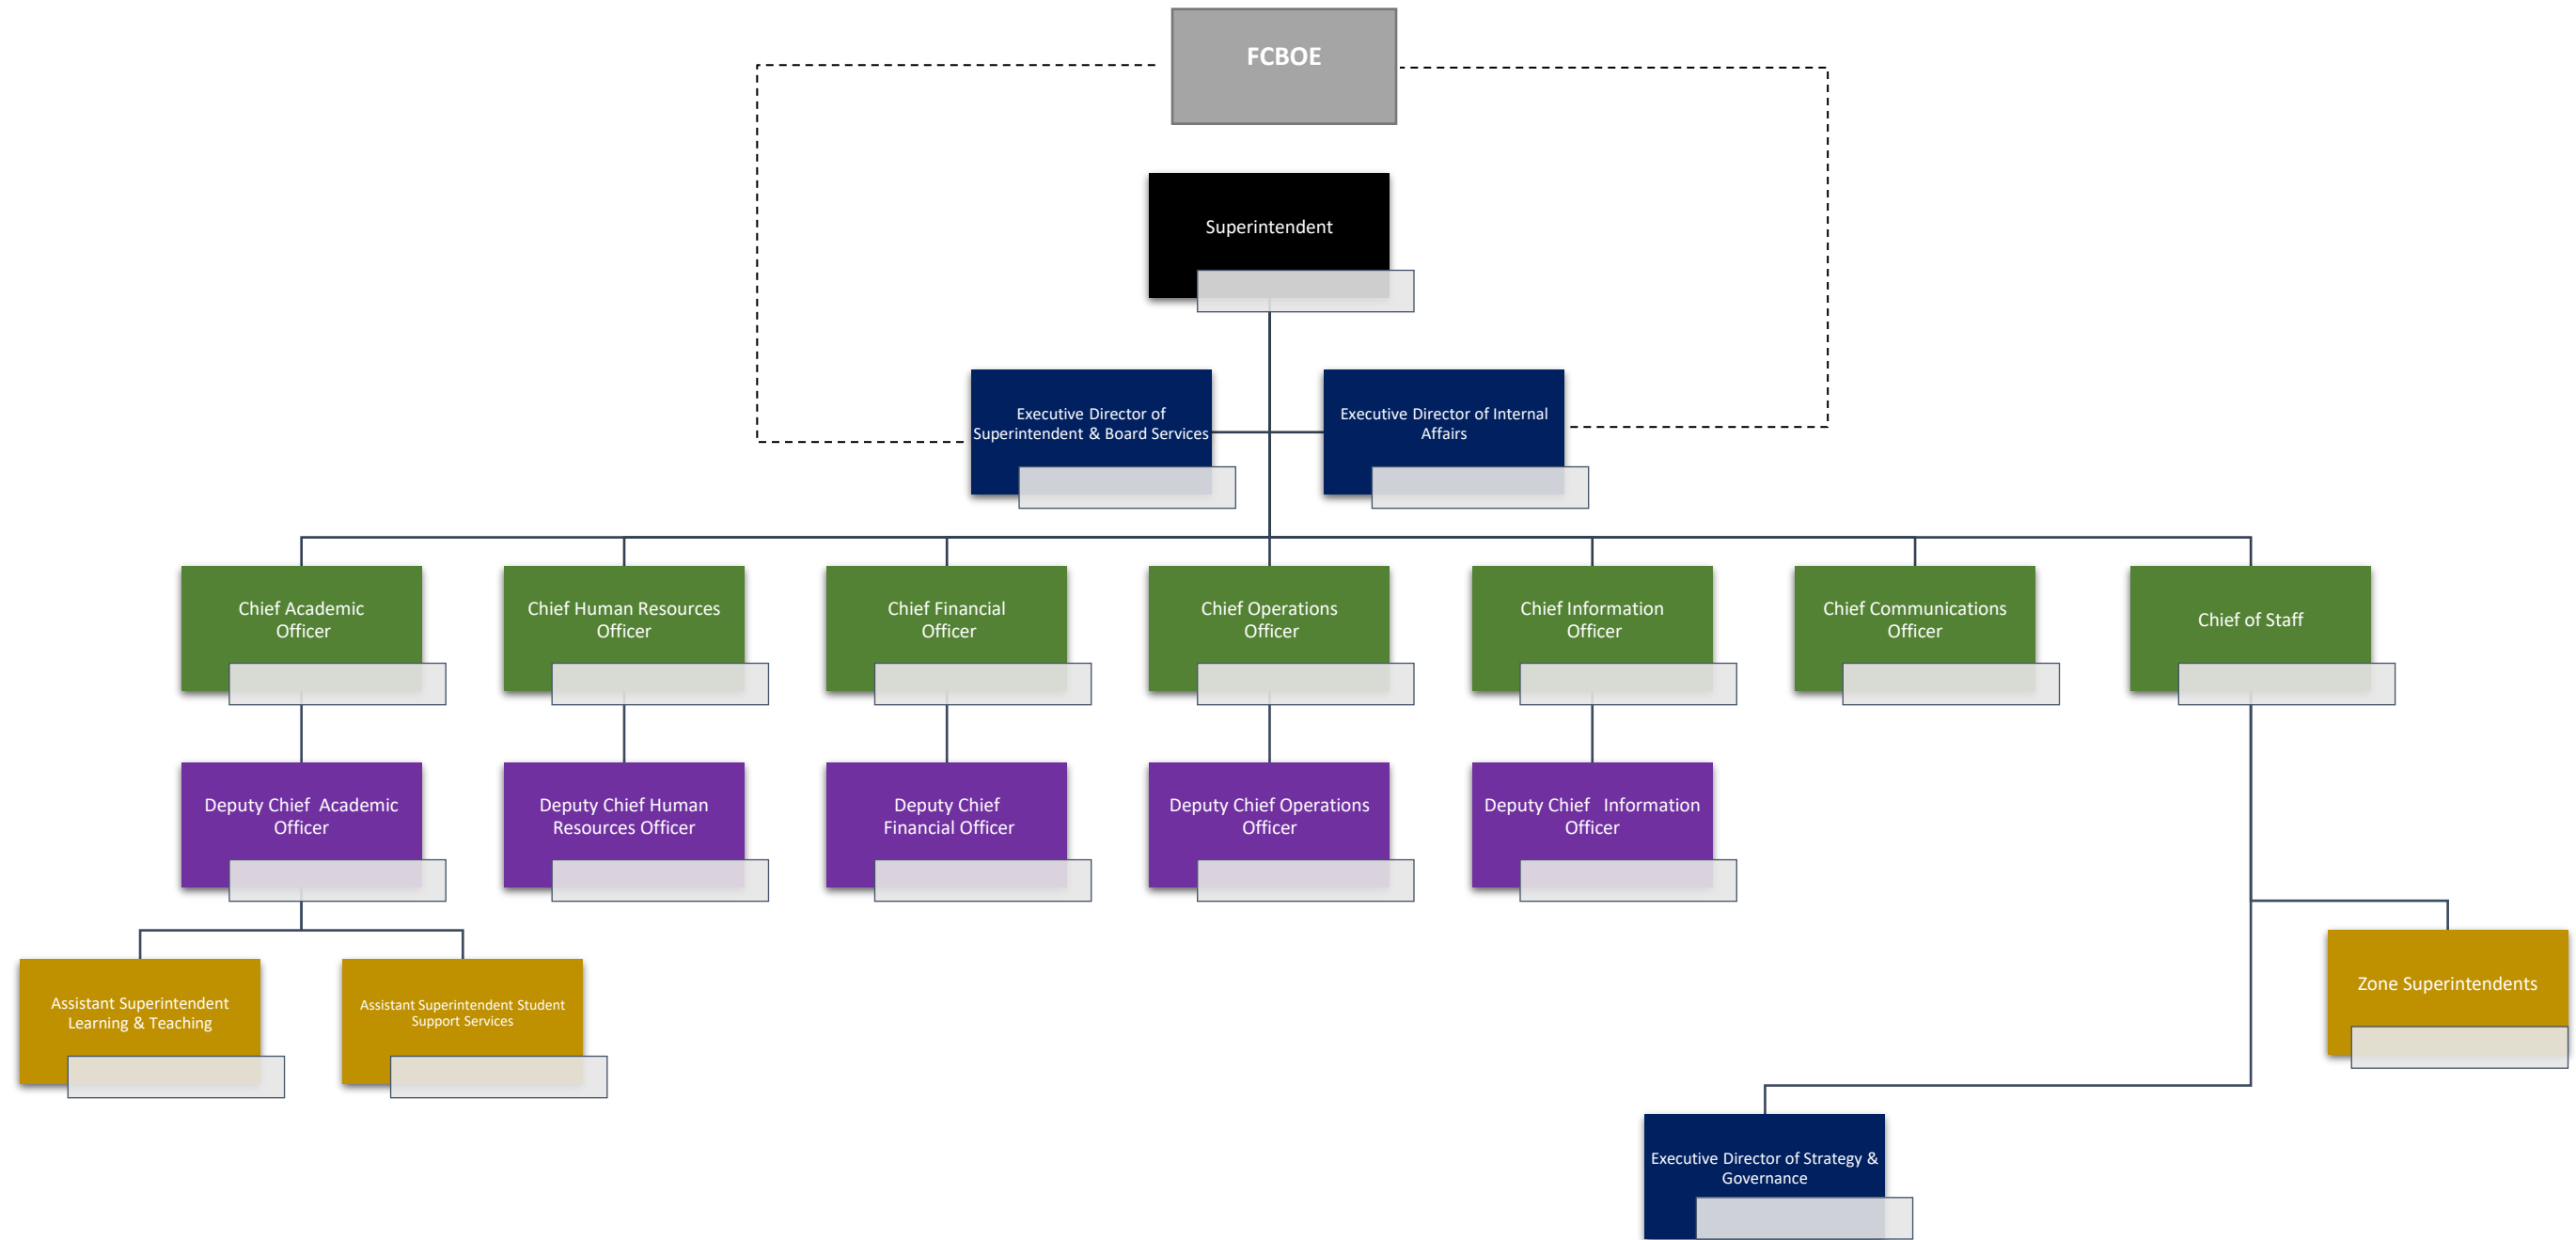 FCBOE
Superintendent
Executive Director of
Superintendent & Board Services
Executive Director of Internal
Affairs
Chief Academic
Officer
Chief Human Resources
Officer
Chief Financial
Officer
Chief Operations
Officer
Chief Information
Officer
Chief Communications
Officer
Chief of Staff
Deputy Chief  Academic
Officer
Deputy Chief Human
Resources Officer
Deputy Chief
Financial Officer
Deputy Chief Operations
Officer
Deputy Chief   Information
Officer
Assistant Superintendent
Learning & Teaching
Assistant Superintendent Student
Support Services
Zone Superintendents
Executive Director of Strategy &
Governance